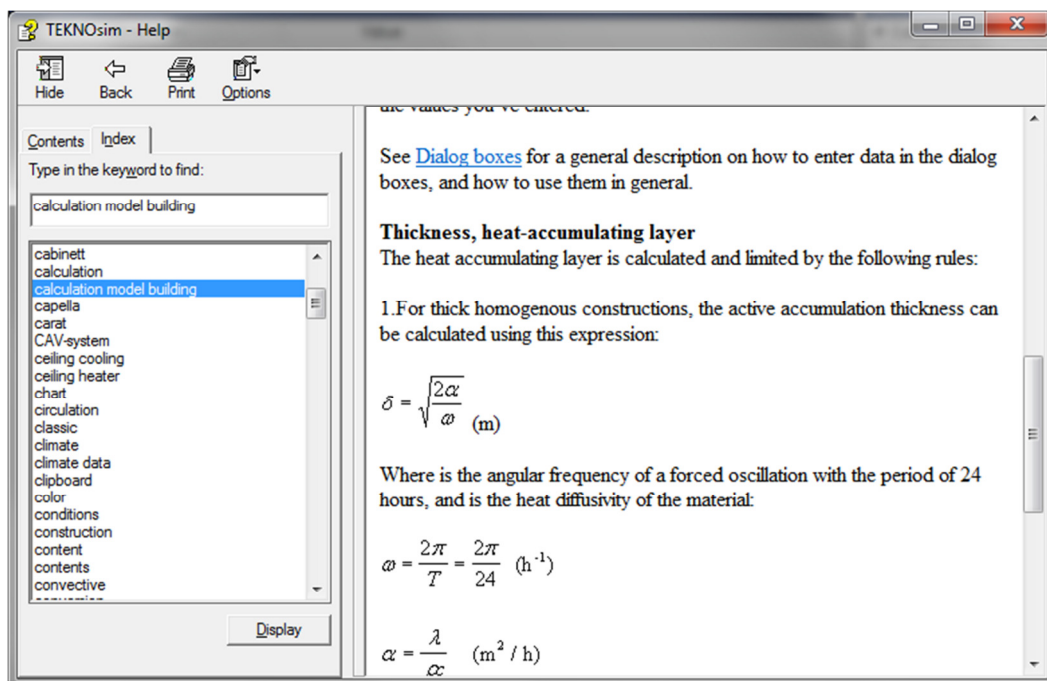 TEKNOsim - Help
Hide Back Print Options
Contents Index
Type in the keyword to find:
calculation model building
cabinett
calculation
calculation model building
capella
carat
CAV-system
ceiling cooling
ceiling heater
chart
circulation
classic
climate
climate data
clipboard
color
conditions
construction
content
contents
convective
Display
the values you've entered.
See Dialog boxes for a general description on how to enter data in the dialog
boxes, and how to use them in general.
Thickness, heat-accumulating layer
The heat accumulating layer is calculated and limited by the following rules:
1.For thick homogenous constructions, the active accumulation thickness can
be calculated using this expression:
δ = √(2α/ω) (m)
Where is the angular frequency of a forced oscillation with the period of 24
hours, and is the heat diffusivity of the material:
ω = 2π/T = 2π/24 (h⁻¹)
α = λ/ρc (m² / h)